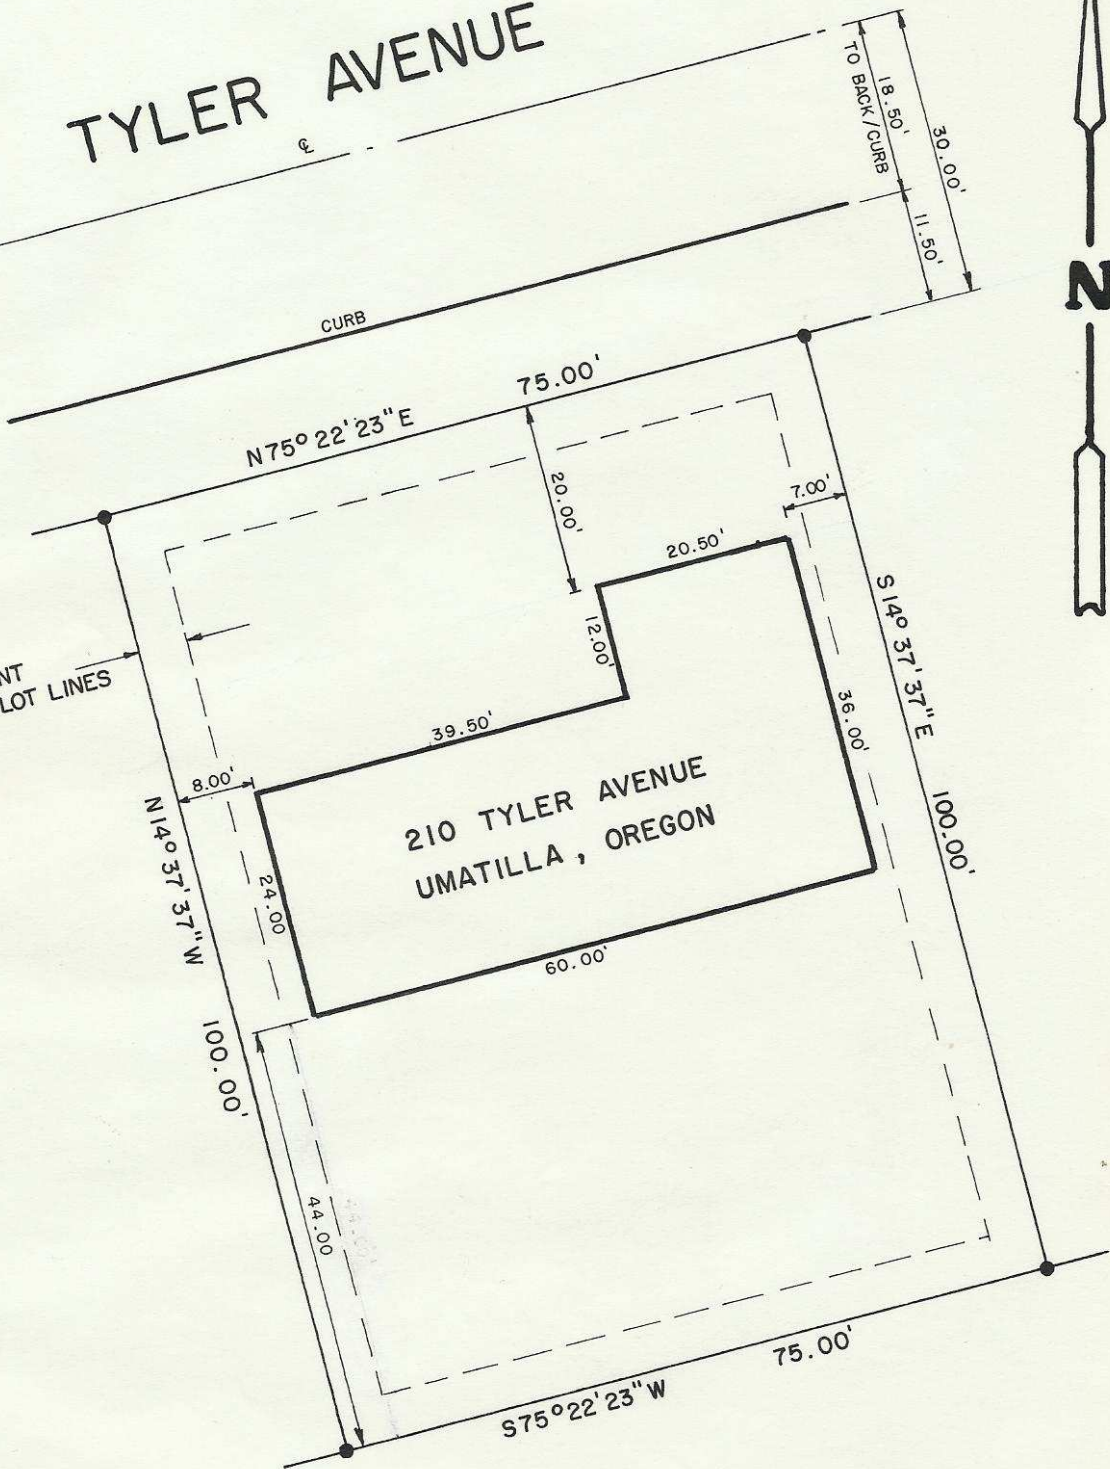 TYLER AVENUE
℄
TO BACK/CURB
18.50'
30.00'
11.50'
N
CURB
75.00'
N75°22'23"E
20.00'
7.00'
20.50'
12.00'
S14°37'37"E
NT
LOT LINES
39.50'
36.00'
8.00'
210 TYLER AVENUE
UMATILLA, OREGON
100.00'
N14°37'37"W
24.00
60.00'
100.00'
44.00
75.00'
S75°22'23"W